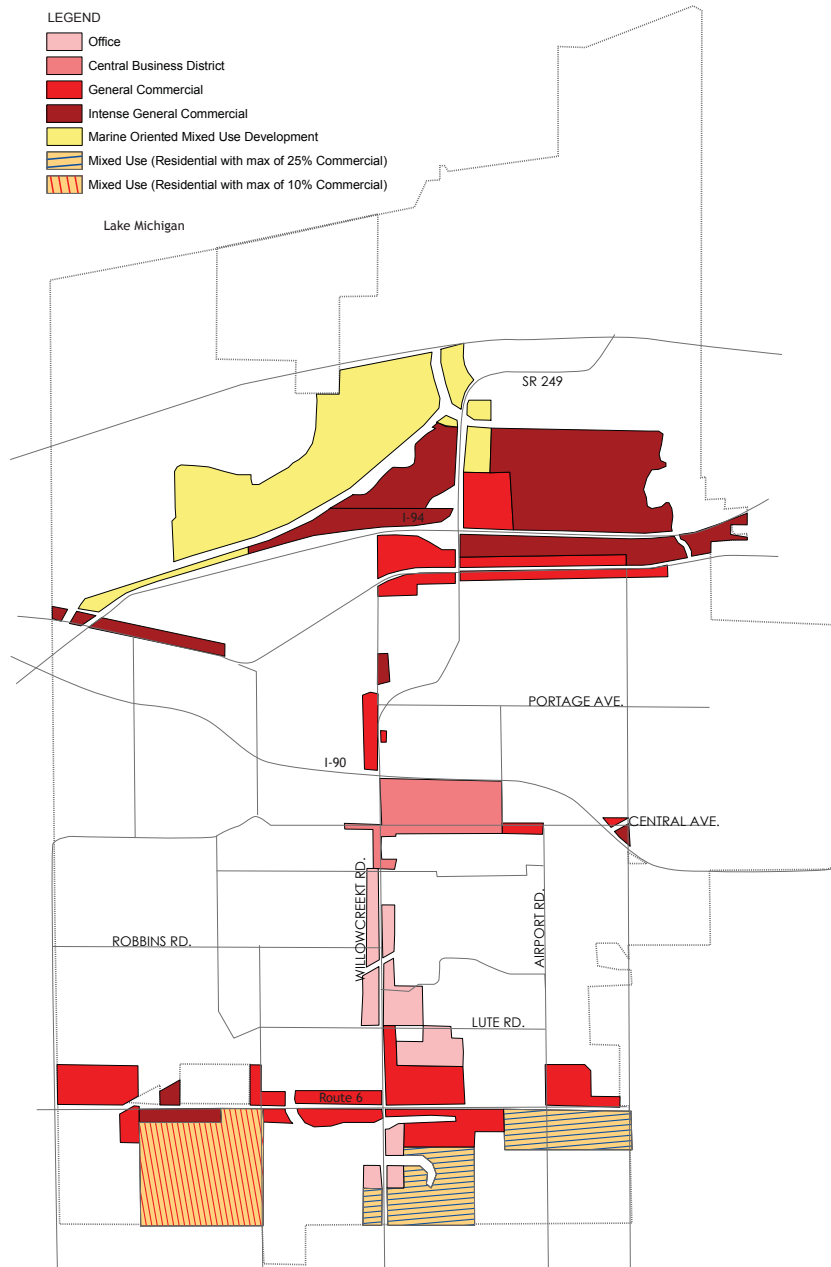 LEGEND
Office
Central Business District
General Commercial
Intense General Commercial
Marine Oriented Mixed Use Development
Mixed Use (Residential with max of 25% Commercial)
Mixed Use (Residential with max of 10% Commercial)
Lake Michigan
SR 249
I-94
PORTAGE AVE.
I-90
CENTRAL AVE.
WILLOWCREEKT RD.
AIRPORT RD.
ROBBINS RD.
LUTE RD.
Route 6